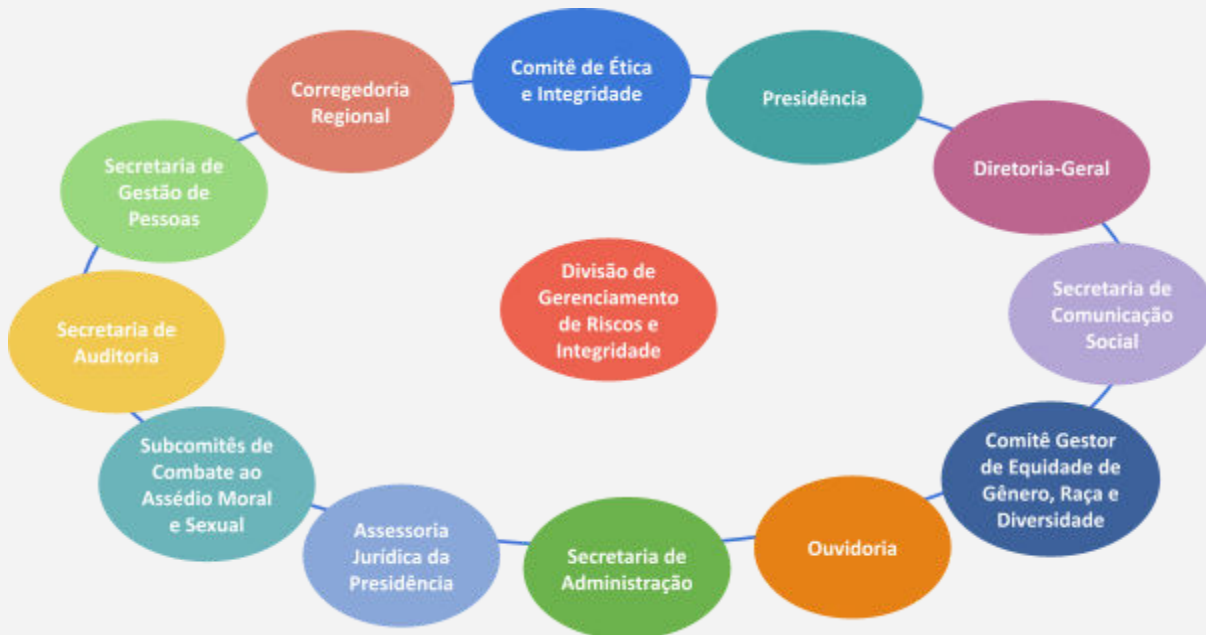 Comitê de Ética
e Integridade
Presidência
Diretoria-Geral
Secretaria de
Comunicação
Social
Comitê Gestor
de Equidade de
Gênero, Raça e
Diversidade
Ouvidoria
Secretaria de
Administração
Assessoria
Jurídica da
Presidência
Subcomitês de
Combate ao
Assédio Moral
e Sexual
Secretaria de
Auditoria
Secretaria de
Gestão de
Pessoas
Corregedoria
Regional
Divisão de
Gerenciamento
de Riscos e
Integridade